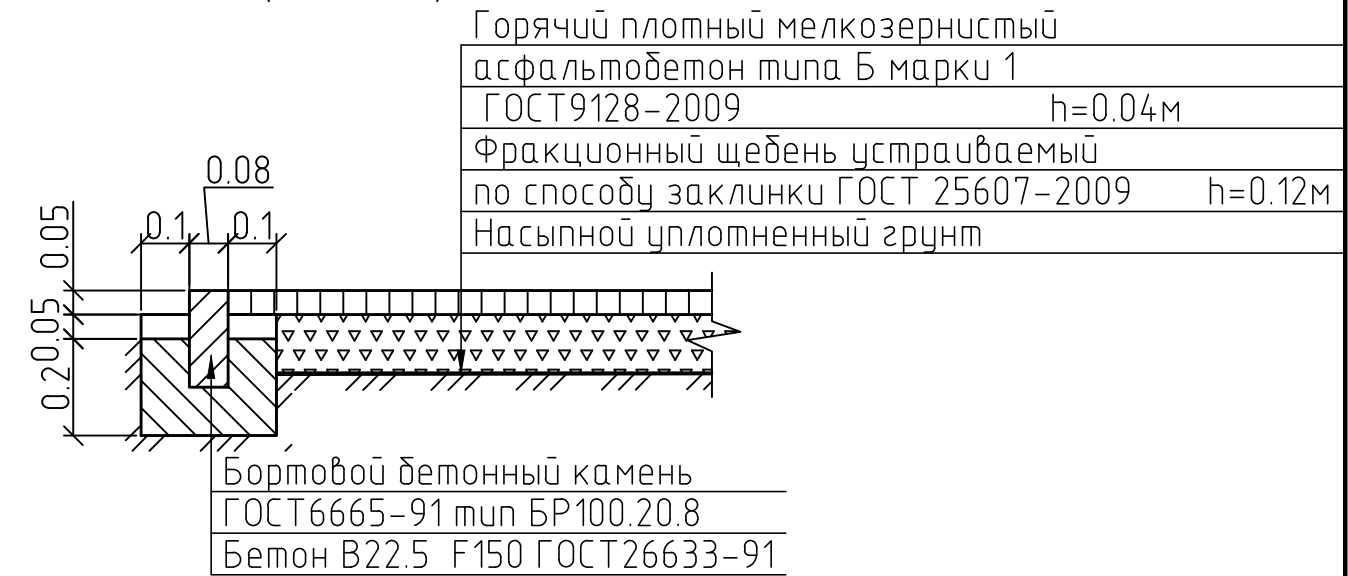 Горячий плотный мелкозернистый
асфальтобетон типа Б марки 1
ГОСТ9128-2009 h=0.04м
Фракционный щебень устраиваемый
по способу заклинки ГОСТ 25607-2009 h=0.12м
Насыпной уплотненный грунт
0.08
0.1 0.1
0.05
0.05
0.2
Бортовой бетонный камень
ГОСТ6665-91 тип БР100.20.8
Бетон В22.5 F150 ГОСТ26633-91